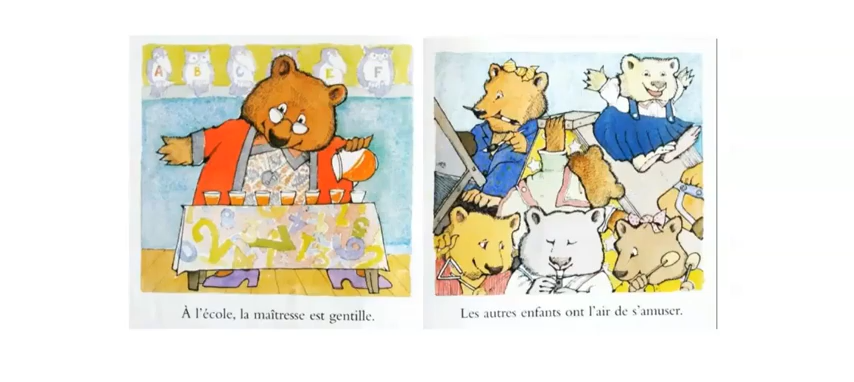 A B C E F
À l'école, la maîtresse est gentille.
Les autres enfants ont l'air de s'amuser.